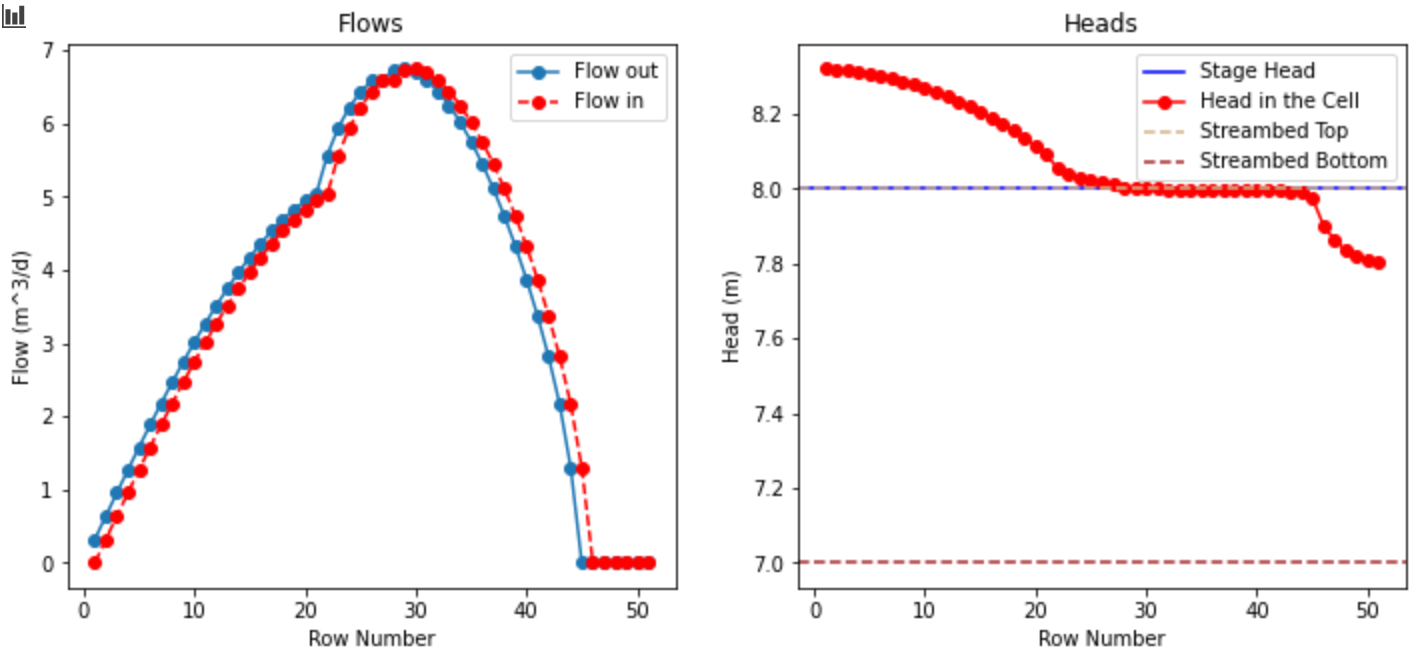 Flows
Flow (m^3/d)
7
6
5
4
3
2
1
0
Flow out
Flow in
0 10 20 30 40 50
Row Number
Heads
Head (m)
8.2
8.0
7.8
7.6
7.4
7.2
7.0
Stage Head
Head in the Cell
Streambed Top
Streambed Bottom
0 10 20 30 40 50
Row Number